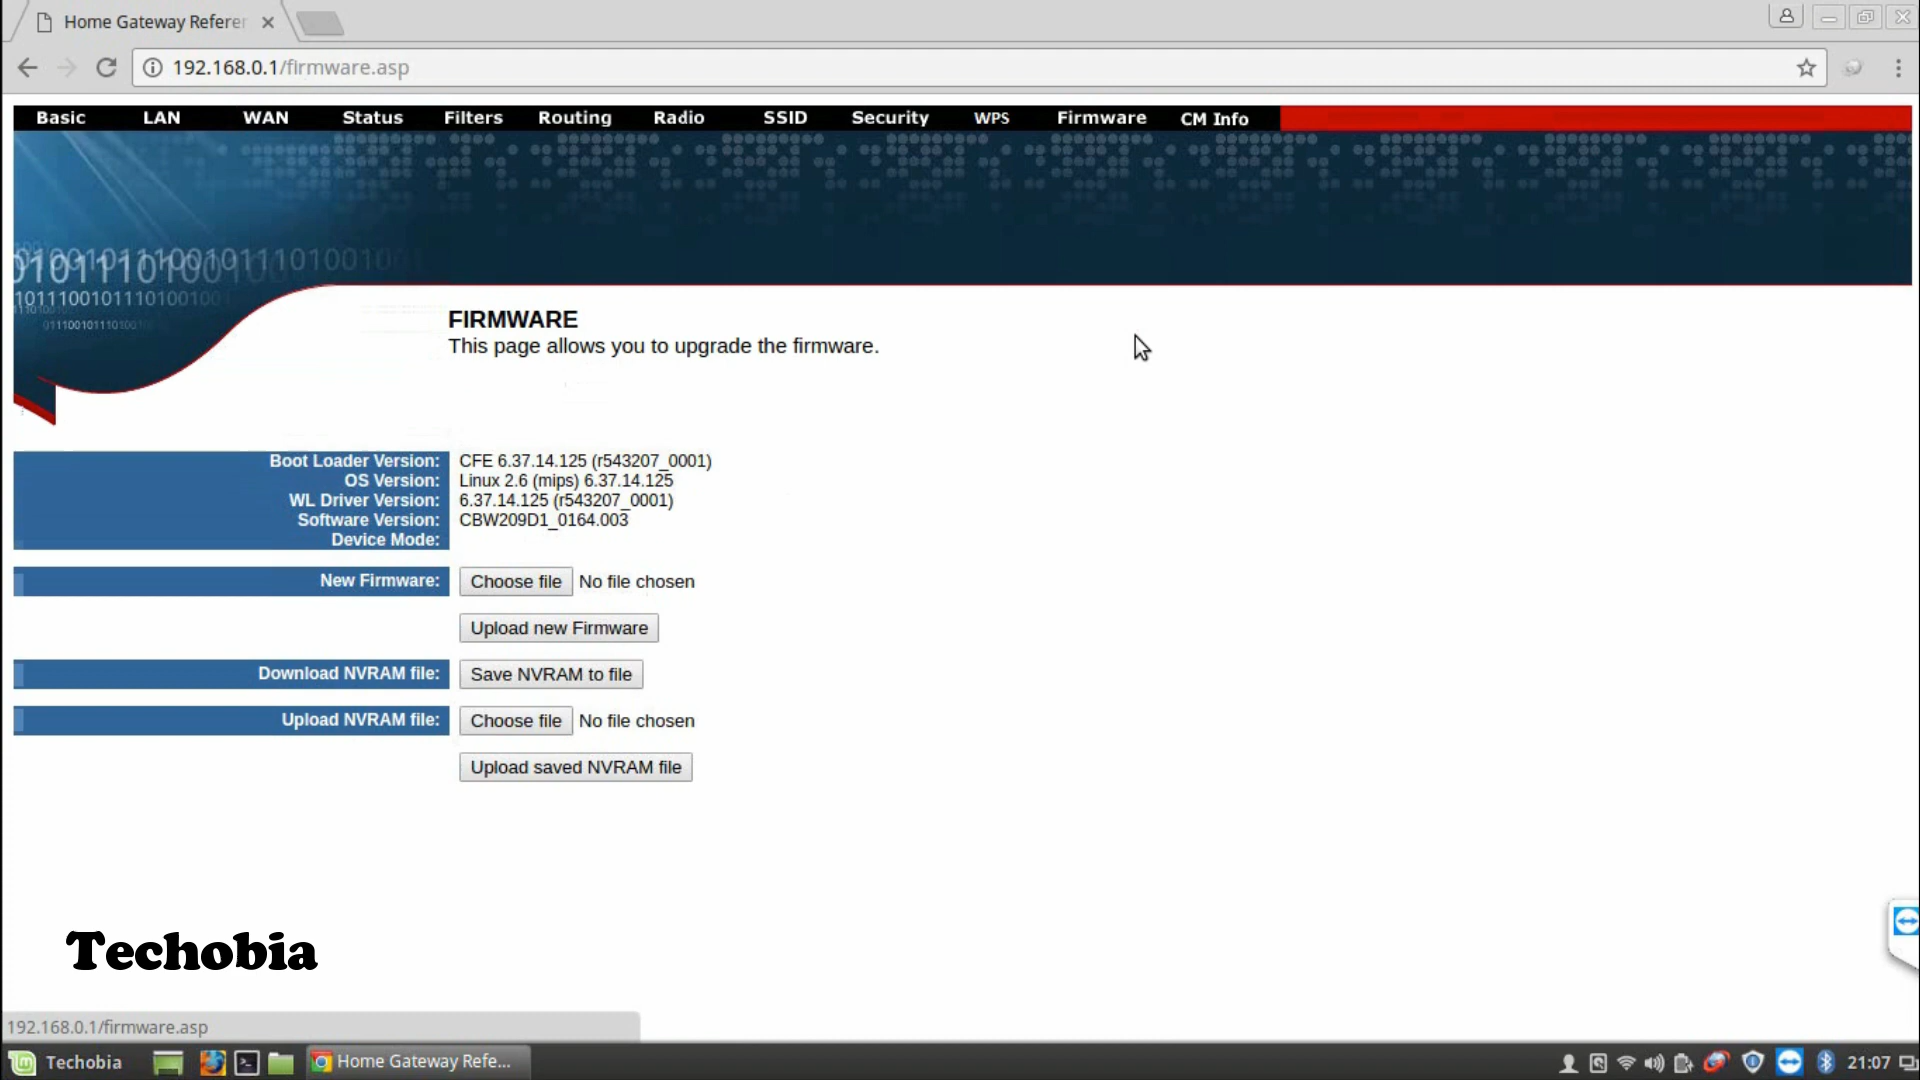 Home Gateway Refere
192.168.0.1/firmware.asp
Basic LAN WAN Status Filters Routing Radio SSID Security WPS Firmware CM Info
FIRMWARE
This page allows you to upgrade the firmware.
Boot Loader Version: CFE 6.37.14.125 (r543207_0001)
OS Version: Linux 2.6 (mips) 6.37.14.125
WL Driver Version: 6.37.14.125 (r543207_0001)
Software Version: CBW209D1_0164.003
Device Mode:
New Firmware: Choose file No file chosen
Upload new Firmware
Download NVRAM file: Save NVRAM to file
Upload NVRAM file: Choose file No file chosen
Upload saved NVRAM file
Techobia
192.168.0.1/firmware.asp
Techobia Home Gateway Refe... 21:07